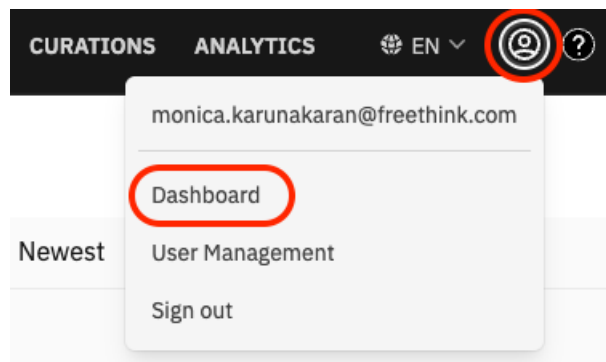 CURATIONS ANALYTICS EN ?
monica.karunakaran@freethink.com
Dashboard
Newest
User Management
Sign out